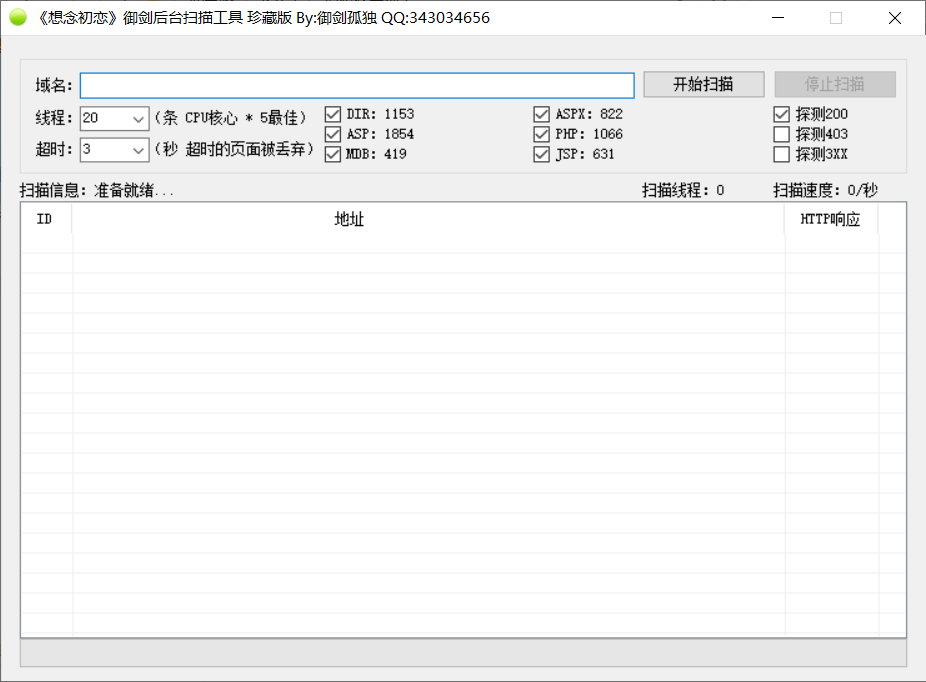 《想念初恋》御剑后台扫描工具 珍藏版 By:御剑孤独 QQ:343034656
域名: 开始扫描 停止扫描
线程: 20 (条 CPU核心 * 5最佳) DIR: 1153 ASPX: 822 探测200
ASP: 1854 PHP: 1066 探测403
超时: 3 (秒 超时的页面被丢弃) MDB: 419 JSP: 631 探测3XX
扫描信息: 准备就绪... 扫描线程: 0 扫描速度: 0/秒
ID 地址 HTTP响应